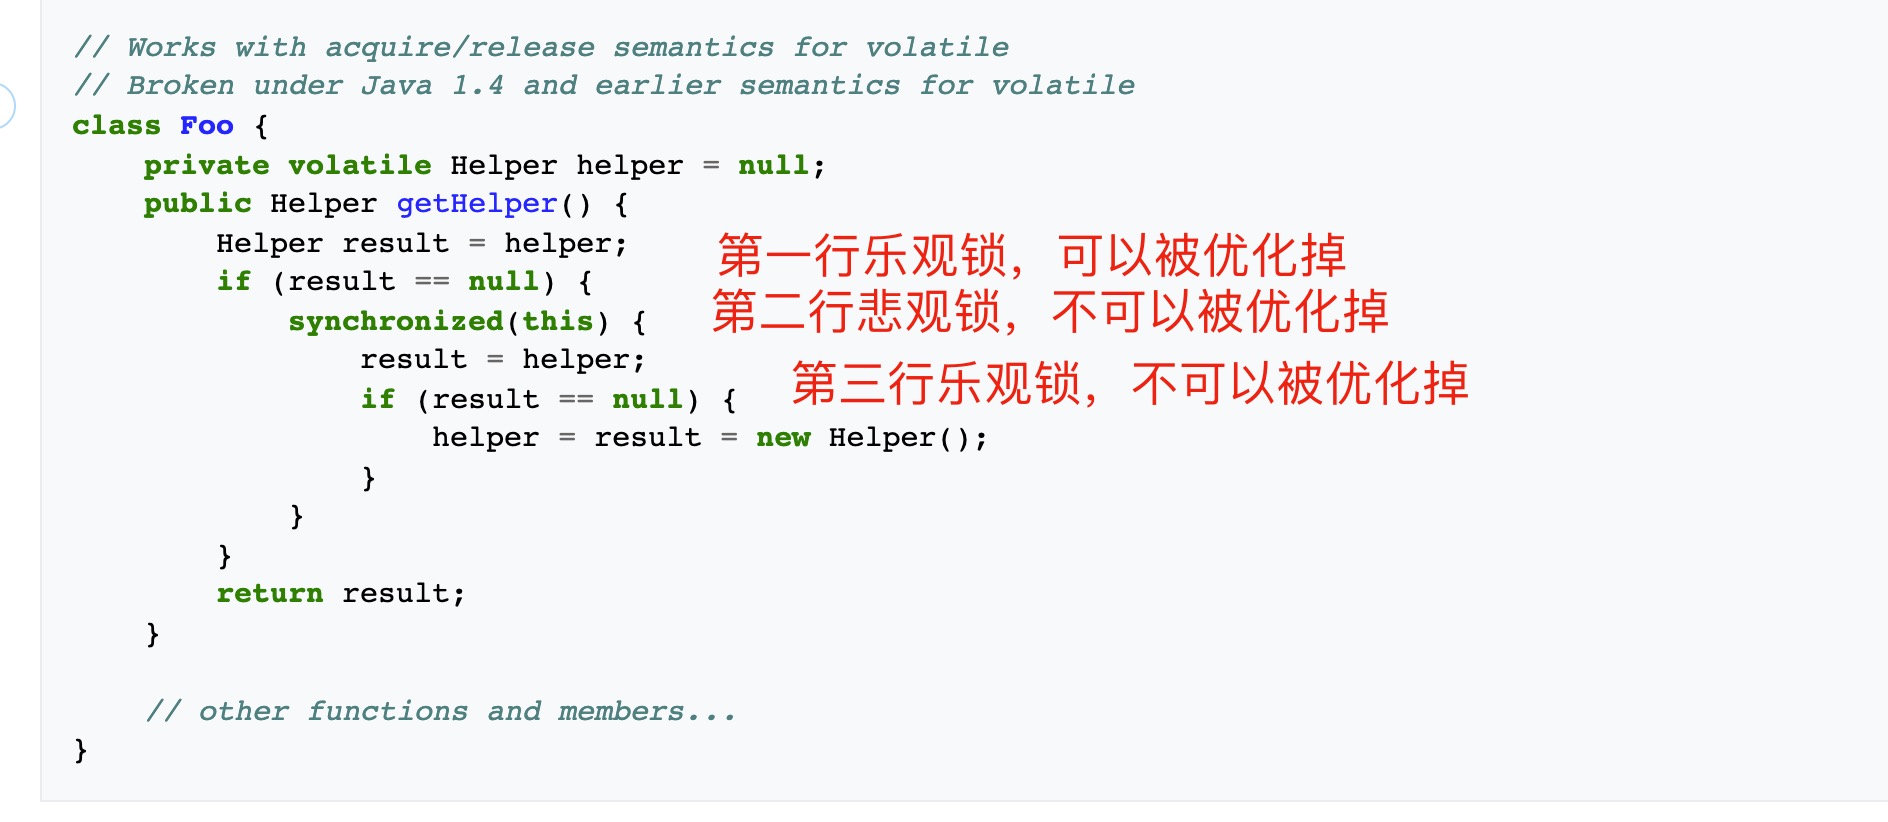 // Works with acquire/release semantics for volatile
// Broken under Java 1.4 and earlier semantics for volatile
class Foo {
private volatile Helper helper = null;
public Helper getHelper() {
Helper result = helper;
第一行乐观锁，可以被优化掉
if (result == null) {
第二行悲观锁，不可以被优化掉
synchronized(this) {
result = helper;
第三行乐观锁，不可以被优化掉
if (result == null) {
helper = result = new Helper();
}
}
}
return result;
}
// other functions and members...
}